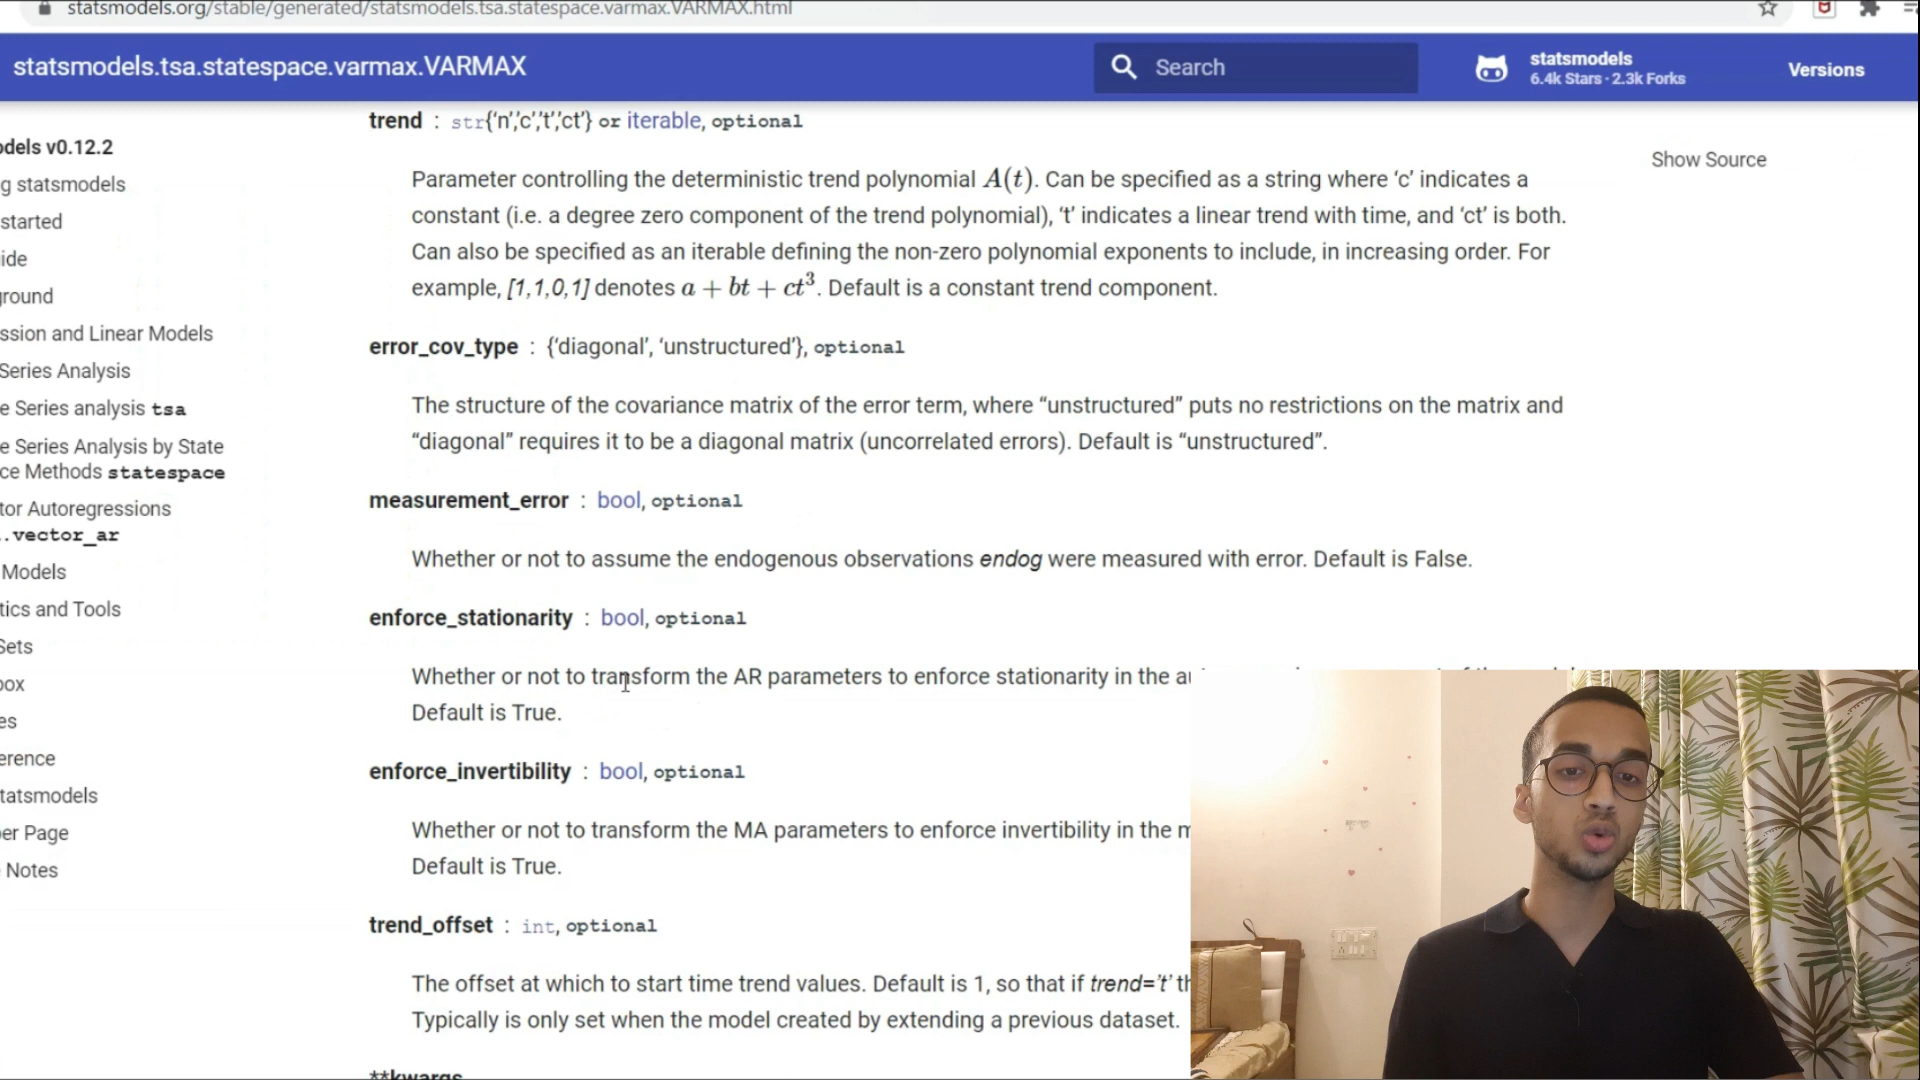 statsmodels.org/stable/generated/statsmodels.tsa.statespace.varmax.VARMAX.html
statsmodels.tsa.statespace.varmax.VARMAX
Search
statsmodels
6.4k Stars · 2.3k Forks
Versions
odels v0.12.2
g statsmodels
started
ide
round
ssion and Linear Models
Series Analysis
e Series analysis tsa
e Series Analysis by State
ce Methods statespace
tor Autoregressions
.vector_ar
Models
tics and Tools
Sets
box
es
erence
tatsmodels
er Page
Notes
Show Source
trend : str{‘n’,’c’,’t’,’ct’} or iterable, optional
Parameter controlling the deterministic trend polynomial A(t). Can be specified as a string where ‘c’ indicates a
constant (i.e. a degree zero component of the trend polynomial), ‘t’ indicates a linear trend with time, and ‘ct’ is both.
Can also be specified as an iterable defining the non-zero polynomial exponents to include, in increasing order. For
example, [1,1,0,1] denotes a + bt + ct³. Default is a constant trend component.
error_cov_type : {‘diagonal’, ‘unstructured’}, optional
The structure of the covariance matrix of the error term, where “unstructured” puts no restrictions on the matrix and
“diagonal” requires it to be a diagonal matrix (uncorrelated errors). Default is “unstructured”.
measurement_error : bool, optional
Whether or not to assume the endogenous observations endog were measured with error. Default is False.
enforce_stationarity : bool, optional
Whether or not to transform the AR parameters to enforce stationarity in the
Default is True.
enforce_invertibility : bool, optional
Whether or not to transform the MA parameters to enforce invertibility in the
Default is True.
trend_offset : int, optional
The offset at which to start time trend values. Default is 1, so that if trend=’t’
Typically is only set when the model created by extending a previous dataset.
**kwargs